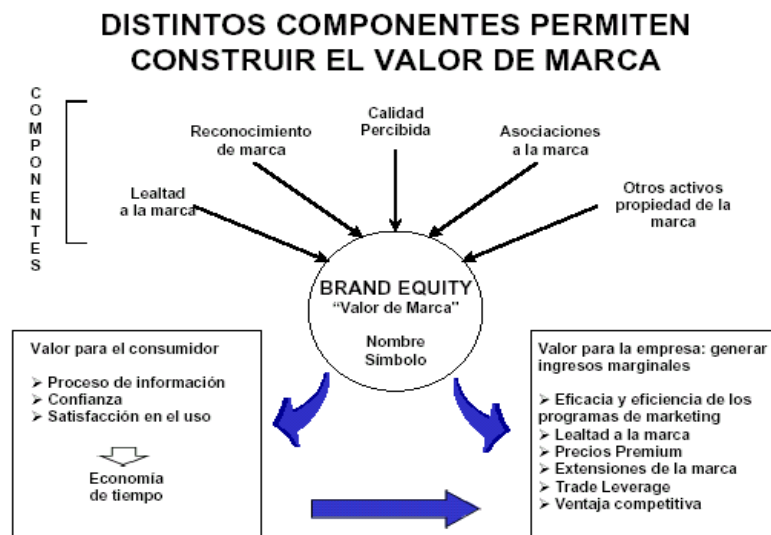 DISTINTOS COMPONENTES PERMITEN
CONSTRUIR EL VALOR DE MARCA
COMPONENTES
Lealtad
a la marca
Reconocimiento
de marca
Calidad
Percibida
Asociaciones
a la marca
Otros activos
propiedad de la
marca
BRAND EQUITY
“Valor de Marca”
Nombre
Símbolo
Valor para el consumidor
➢ Proceso de información
➢ Confianza
➢ Satisfacción en el uso
Economía
de tiempo
Valor para la empresa: generar
ingresos marginales
➢ Eficacia y eficiencia de los
programas de marketing
➢ Lealtad a la marca
➢ Precios Premium
➢ Extensiones de la marca
➢ Trade Leverage
➢ Ventaja competitiva